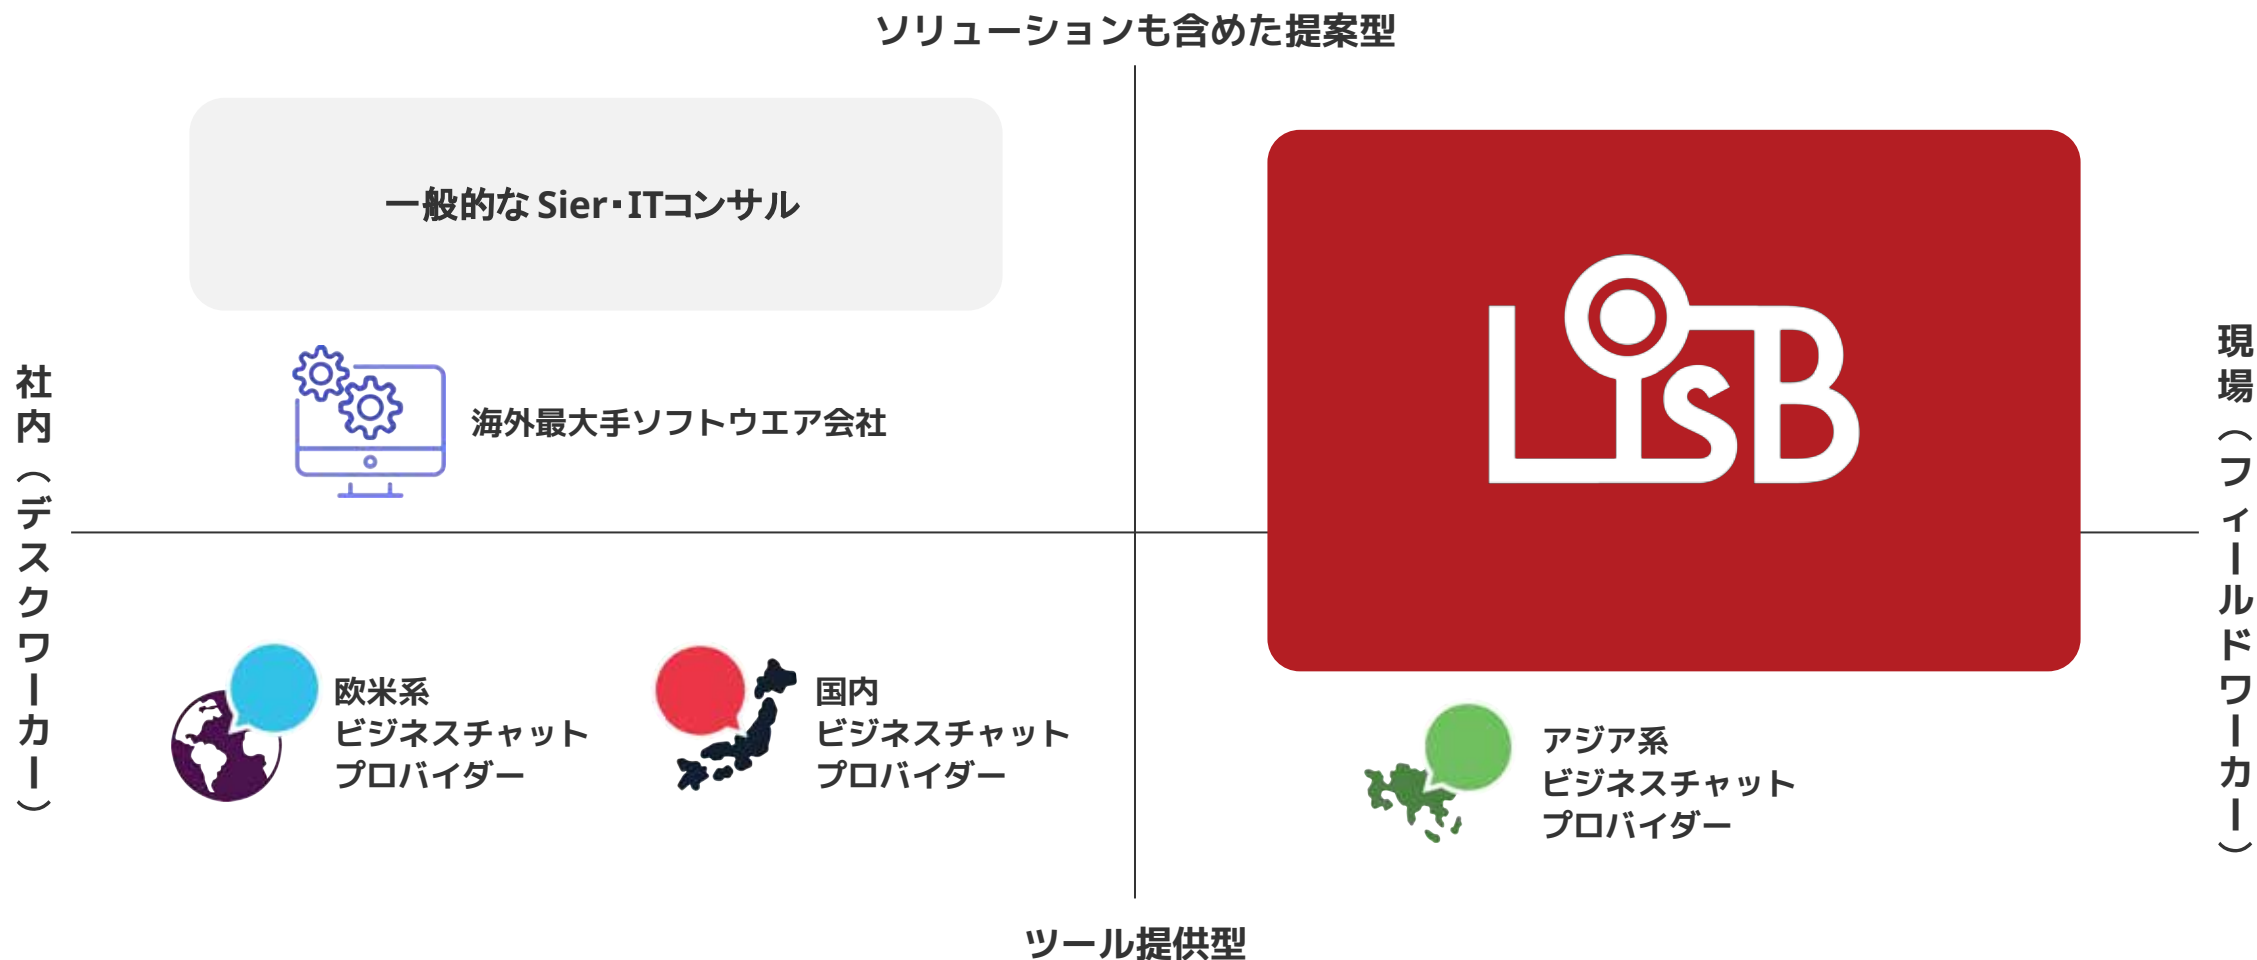 ソリューションも含めた提案型
一般的な Sier・ITコンサル
LisB
海外最大手ソフトウエア会社
社内（デスクワーカー）
現場（フィールドワーカー）
欧米系
ビジネスチャット
プロバイダー
国内
ビジネスチャット
プロバイダー
アジア系
ビジネスチャット
プロバイダー
ツール提供型